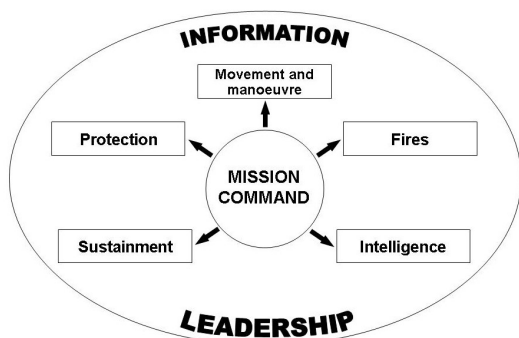 INFORMATION
Movement and
manoeuvre
Protection
Fires
MISSION
COMMAND
Sustainment
Intelligence
LEADERSHIP